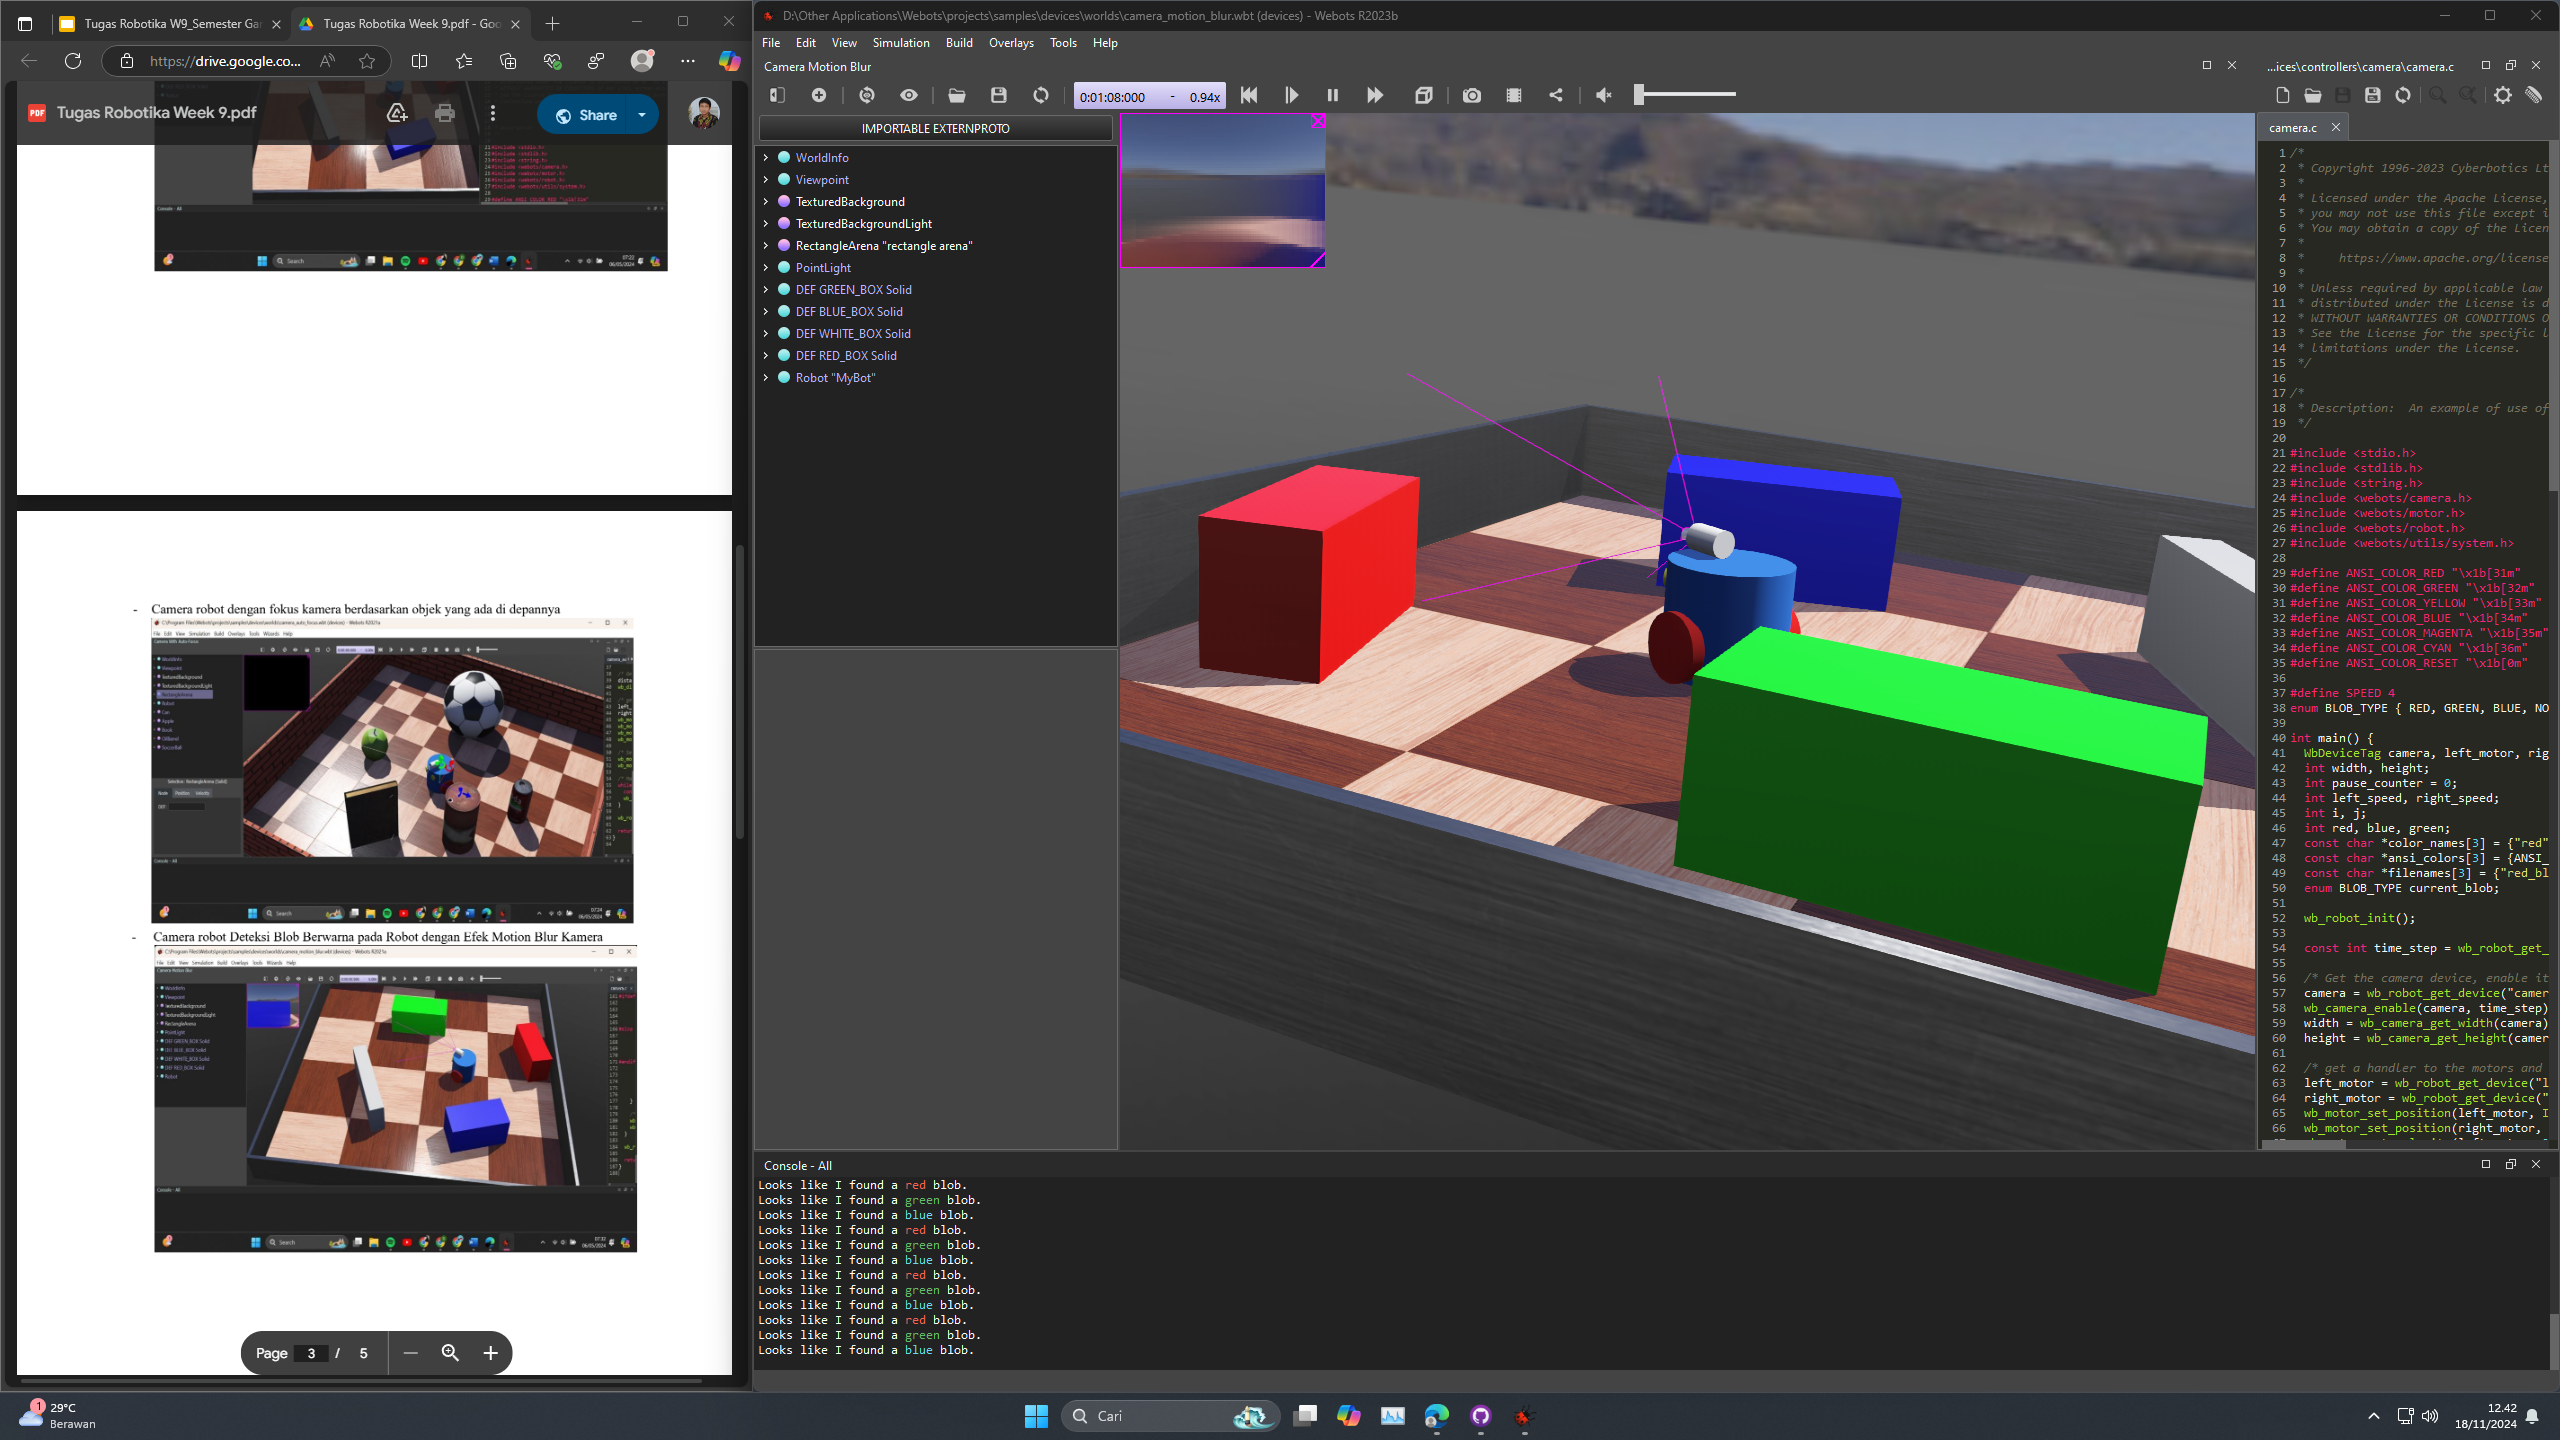 Tugas Robotika W9_Semester Ga
Tugas Robotika Week 9.pdf - Goo
https://drive.google.co...
Tugas Robotika Week 9.pdf
Share
- Camera robot dengan fokus kamera berdasarkan objek yang ada di depannya
- Camera robot Deteksi Blob Berwarna pada Robot dengan Efek Motion Blur Kamera
Page 3 / 5
D:\Other Applications\Webots\projects\samples\devices\worlds\camera_motion_blur.wbt (devices) - Webots R2023b
File Edit View Simulation Build Overlays Tools Help
Camera Motion Blur
0:01:08:000 - 0.94x
IMPORTABLE EXTERNPROTO
WorldInfo
Viewpoint
TexturedBackground
TexturedBackgroundLight
RectangleArena "rectangle arena"
PointLight
DEF GREEN_BOX Solid
DEF BLUE_BOX Solid
DEF WHITE_BOX Solid
DEF RED_BOX Solid
Robot "MyBot"
...ices\controllers\camera\camera.c
camera.c
1 /*
2 * Copyright 1996-2023 Cyberbotics Lt
3 *
4 * Licensed under the Apache License,
5 * you may not use this file except i
6 * You may obtain a copy of the Licen
7 *
8 * https://www.apache.org/license
9 *
10 * Unless required by applicable law
11 * distributed under the License is d
12 * WITHOUT WARRANTIES OR CONDITIONS O
13 * See the License for the specific l
14 * limitations under the License.
15 */
16
17 /*
18 * Description: An example of use of
19 */
20
21 #include <stdio.h>
22 #include <stdlib.h>
23 #include <string.h>
24 #include <webots/camera.h>
25 #include <webots/motor.h>
26 #include <webots/robot.h>
27 #include <webots/utils/system.h>
28
29 #define ANSI_COLOR_RED "\x1b[31m"
30 #define ANSI_COLOR_GREEN "\x1b[32m"
31 #define ANSI_COLOR_YELLOW "\x1b[33m"
32 #define ANSI_COLOR_BLUE "\x1b[34m"
33 #define ANSI_COLOR_MAGENTA "\x1b[35m"
34 #define ANSI_COLOR_CYAN "\x1b[36m"
35 #define ANSI_COLOR_RESET "\x1b[0m"
36
37 #define SPEED 4
38 enum BLOB_TYPE { RED, GREEN, BLUE, NO
39
40 int main() {
41 WbDeviceTag camera, left_motor, rig
42 int width, height;
43 int pause_counter = 0;
44 int left_speed, right_speed;
45 int i, j;
46 int red, blue, green;
47 const char *color_names[3] = {"red"
48 const char *ansi_colors[3] = {ANSI_
49 const char *filenames[3] = {"red_bl
50 enum BLOB_TYPE current_blob;
51
52 wb_robot_init();
53
54 const int time_step = wb_robot_get_
55
56 /* Get the camera device, enable it
57 camera = wb_robot_get_device("camer
58 wb_camera_enable(camera, time_step)
59 width = wb_camera_get_width(camera)
60 height = wb_camera_get_height(camer
61
62 /* get a handler to the motors and
63 left_motor = wb_robot_get_device("l
64 right_motor = wb_robot_get_device("
65 wb_motor_set_position(left_motor, I
66 wb_motor_set_position(right_motor,
Console - All
Looks like I found a red blob.
Looks like I found a green blob.
Looks like I found a blue blob.
Looks like I found a red blob.
Looks like I found a green blob.
Looks like I found a blue blob.
Looks like I found a red blob.
Looks like I found a green blob.
Looks like I found a blue blob.
Looks like I found a red blob.
Looks like I found a green blob.
Looks like I found a blue blob.
1
29°C
Berawan
Cari
12.42
18/11/2024